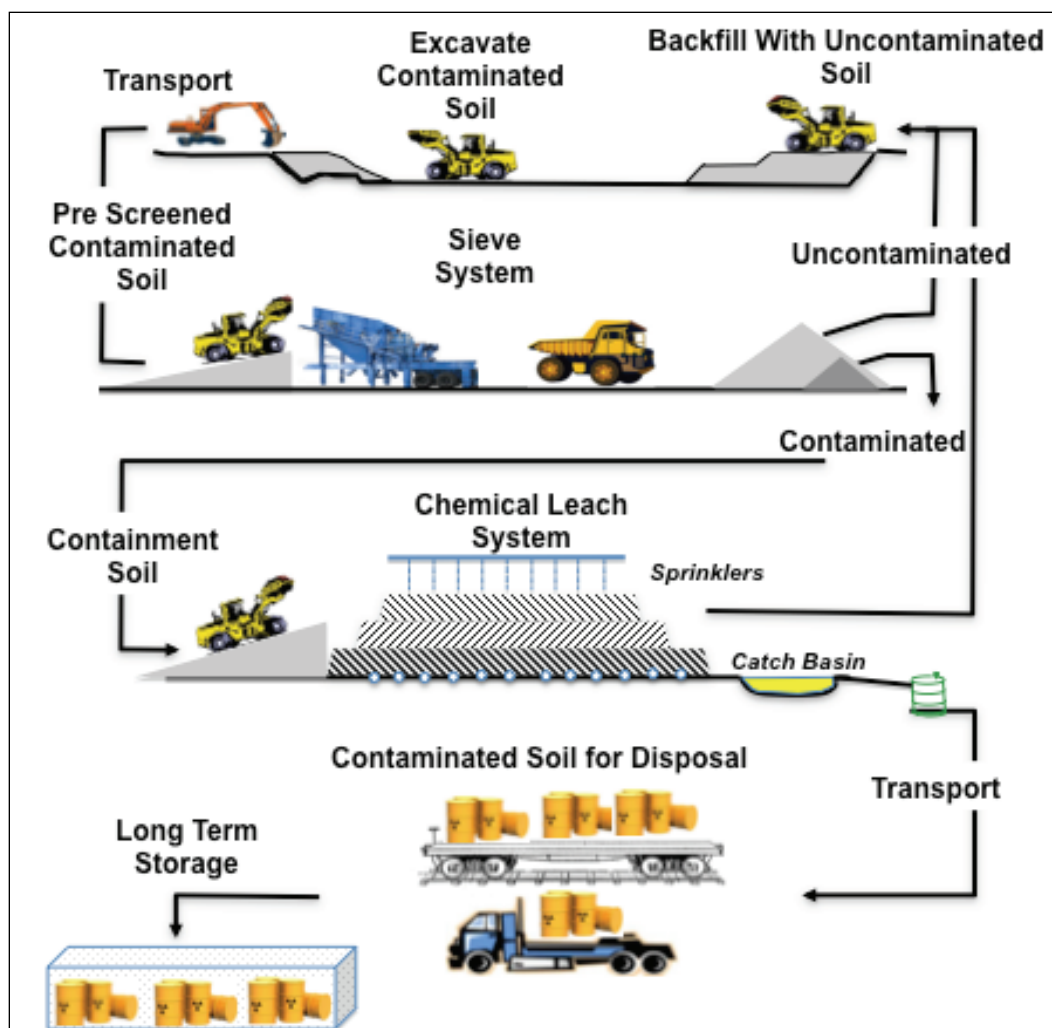 Transport
Excavate
Contaminated
Soil
Backfill With Uncontaminated
Soil
Pre Screened
Contaminated
Soil
Sieve
System
Uncontaminated
Contaminated
Containment
Soil
Chemical Leach
System
Sprinklers
Catch Basin
Contaminated Soil for Disposal
Transport
Long Term
Storage